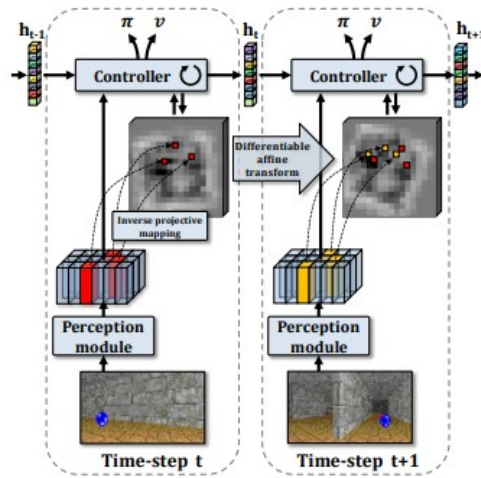 h_{t-1}
π v
Controller
h_t
π v
Controller
h_{t+1}
Differentiable
affine
transform
Inverse projective
mapping
Perception
module
Perception
module
Time-step t
Time-step t+1